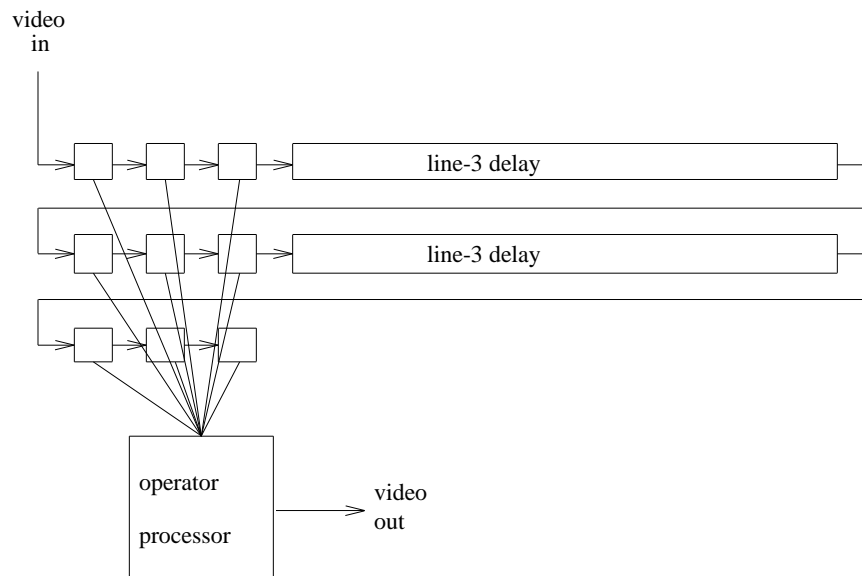 video
in
line-3 delay
line-3 delay
operator
processor
video
out